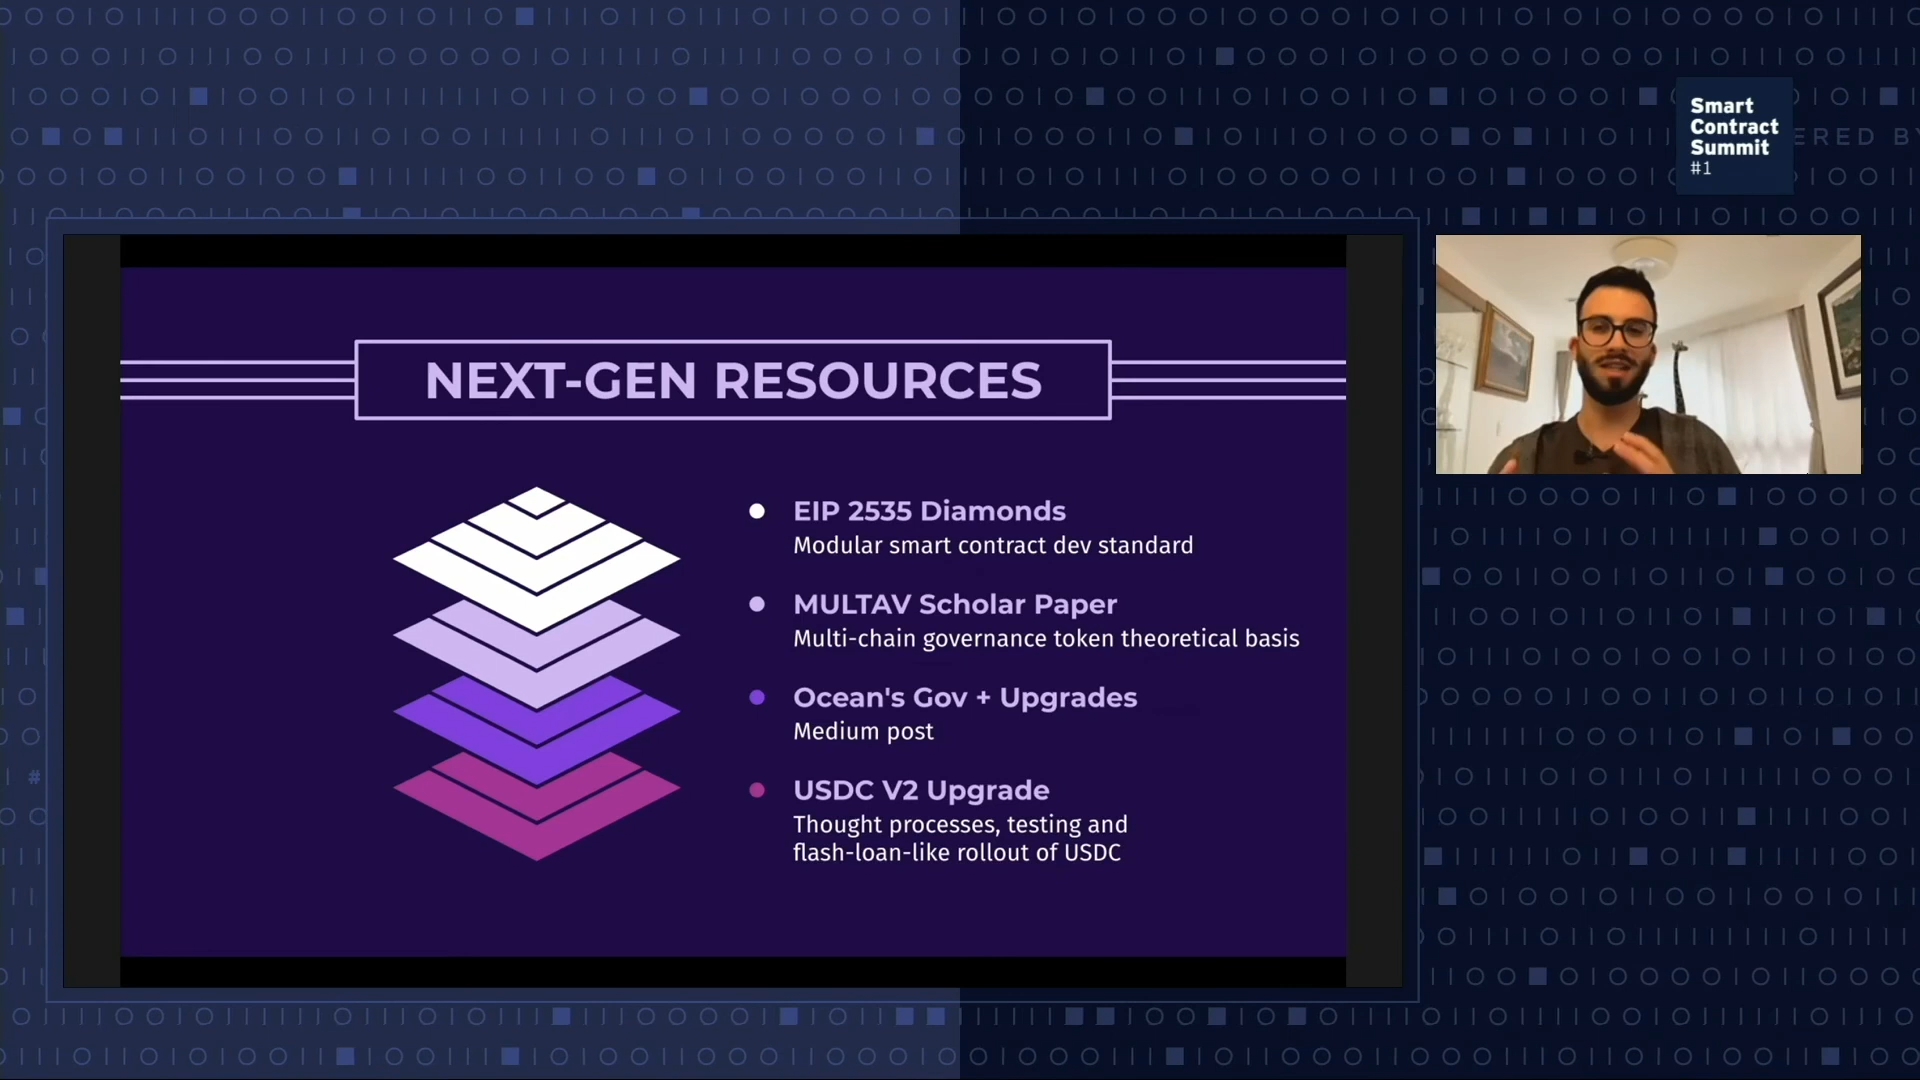 Smart
Contract
Summit
#1
ERED BY
NEXT-GEN RESOURCES
EIP 2535 Diamonds
Modular smart contract dev standard
MULTAV Scholar Paper
Multi-chain governance token theoretical basis
Ocean's Gov + Upgrades
Medium post
USDC V2 Upgrade
Thought processes, testing and
flash-loan-like rollout of USDC